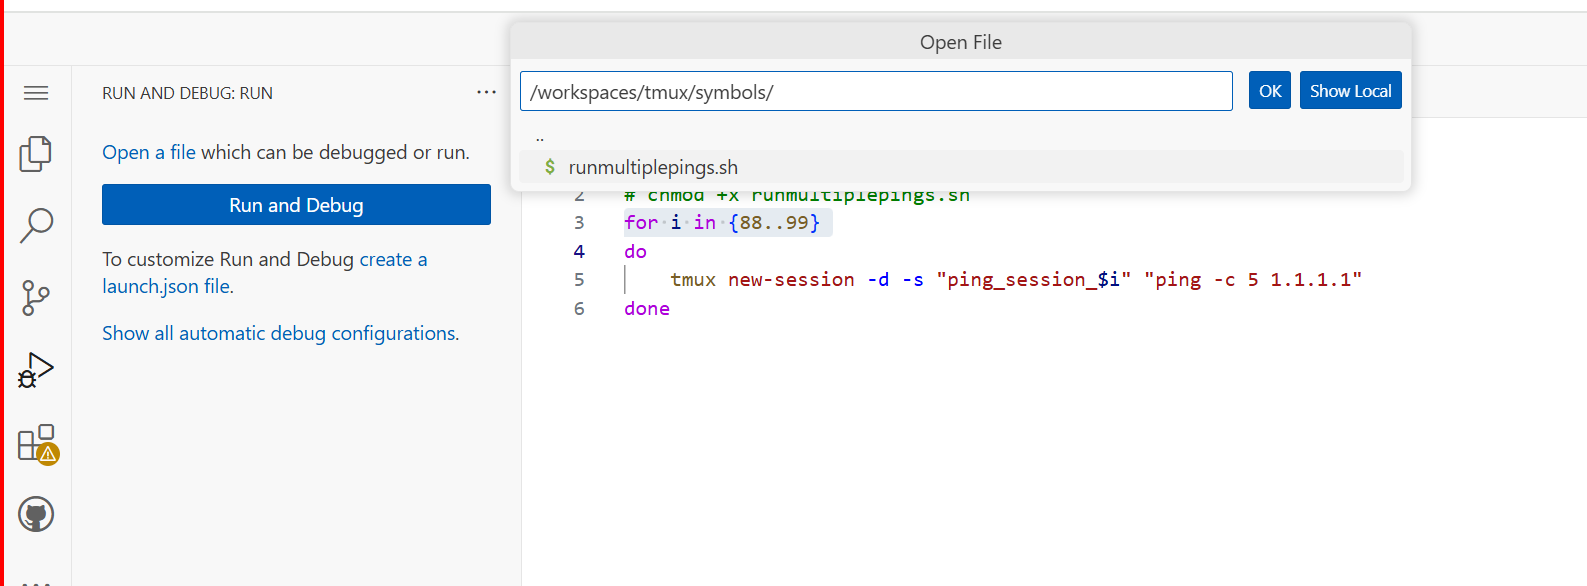 Open File
/workspaces/tmux/symbols/
OK
Show Local
..
$ runmultiplepings.sh
RUN AND DEBUG: RUN
...
Open a file which can be debugged or run.
Run and Debug
To customize Run and Debug create a
launch.json file.
Show all automatic debug configurations.
2 # chmod +x runmultiplepings.sh
3 for i in {88..99}
4 do
5 tmux new-session -d -s "ping_session_$i" "ping -c 5 1.1.1.1"
6 done